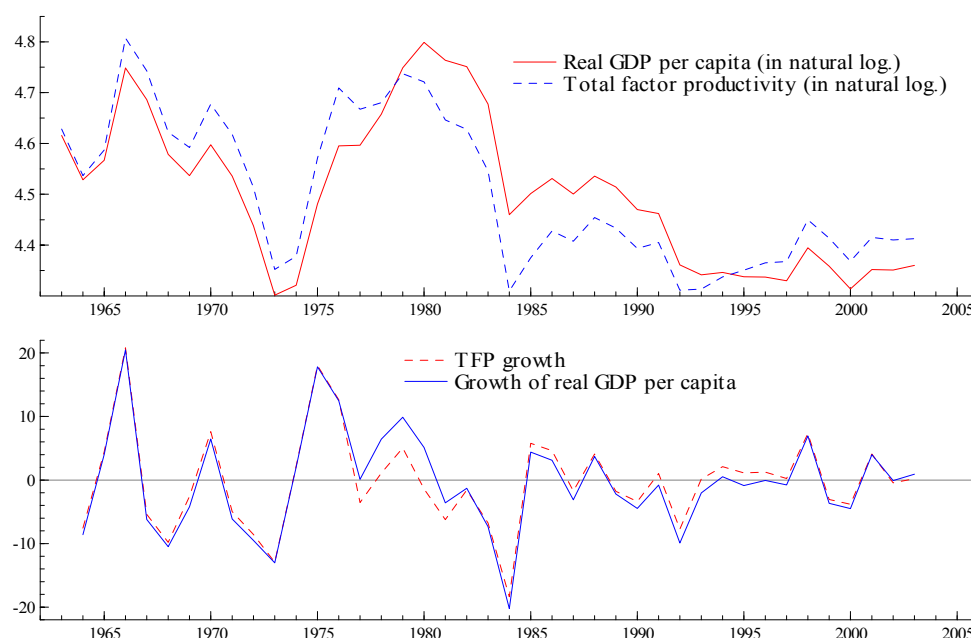 4.8
Real GDP per capita (in natural log.)
Total factor productivity (in natural log.)
4.7
4.6
4.5
4.4
1965 1970 1975 1980 1985 1990 1995 2000 2005
20
TFP growth
Growth of real GDP per capita
10
0
-10
-20
1965 1970 1975 1980 1985 1990 1995 2000 2005